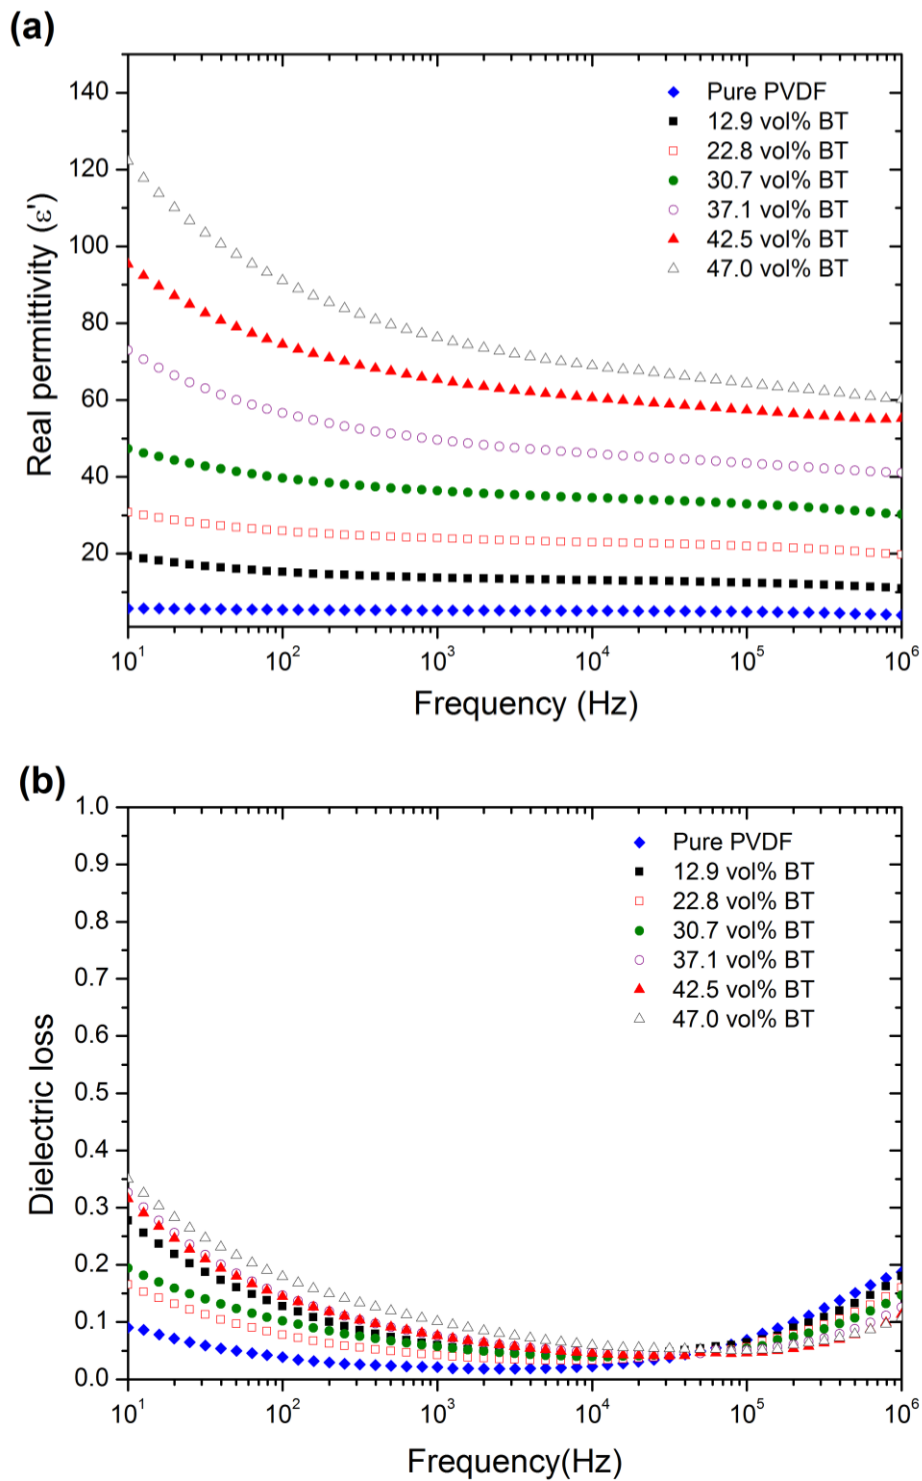 (a)
Real permittivity (ε')
140
120
100
80
60
40
20
Pure PVDF
12.9 vol% BT
22.8 vol% BT
30.7 vol% BT
37.1 vol% BT
42.5 vol% BT
47.0 vol% BT
10¹ 10² 10³ 10⁴ 10⁵ 10⁶
Frequency (Hz)
(b)
Dielectric loss
1.0
0.9
0.8
0.7
0.6
0.5
0.4
0.3
0.2
0.1
0.0
Pure PVDF
12.9 vol% BT
22.8 vol% BT
30.7 vol% BT
37.1 vol% BT
42.5 vol% BT
47.0 vol% BT
10¹ 10² 10³ 10⁴ 10⁵ 10⁶
Frequency(Hz)